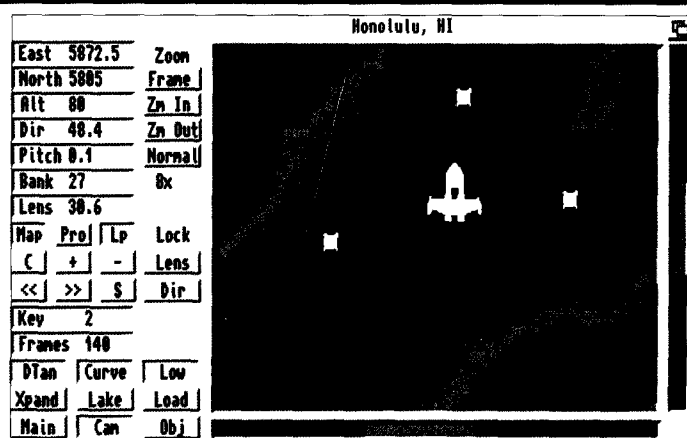 Honolulu, HI
East 5872.5 Zoom
North 5805 Frame
Alt 80 Zm In
Dir 48.4 Zm Out
Pitch 0.1 Normal
Bank 27 8x
Lens 30.6
Map Pro Lp Lock
C + - Lens
<< >> S Dir
Key 2
Frames 140
DTan Curve Low
Xpand Lake Load
Main Cam Obj